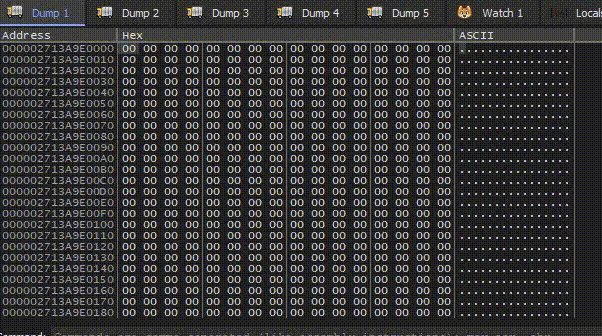 Dump 1 Dump 2 Dump 3 Dump 4 Dump 5 Watch 1 Locals
Address Hex ASCII
000002713A9E0000 00 00 00 00 00 00 00 00 00 00 00 00 00 00 00 00 ................
000002713A9E0010 00 00 00 00 00 00 00 00 00 00 00 00 00 00 00 00 ................
000002713A9E0020 00 00 00 00 00 00 00 00 00 00 00 00 00 00 00 00 ................
000002713A9E0030 00 00 00 00 00 00 00 00 00 00 00 00 00 00 00 00 ................
000002713A9E0040 00 00 00 00 00 00 00 00 00 00 00 00 00 00 00 00 ................
000002713A9E0050 00 00 00 00 00 00 00 00 00 00 00 00 00 00 00 00 ................
000002713A9E0060 00 00 00 00 00 00 00 00 00 00 00 00 00 00 00 00 ................
000002713A9E0070 00 00 00 00 00 00 00 00 00 00 00 00 00 00 00 00 ................
000002713A9E0080 00 00 00 00 00 00 00 00 00 00 00 00 00 00 00 00 ................
000002713A9E0090 00 00 00 00 00 00 00 00 00 00 00 00 00 00 00 00 ................
000002713A9E00A0 00 00 00 00 00 00 00 00 00 00 00 00 00 00 00 00 ................
000002713A9E00B0 00 00 00 00 00 00 00 00 00 00 00 00 00 00 00 00 ................
000002713A9E00C0 00 00 00 00 00 00 00 00 00 00 00 00 00 00 00 00 ................
000002713A9E00D0 00 00 00 00 00 00 00 00 00 00 00 00 00 00 00 00 ................
000002713A9E00E0 00 00 00 00 00 00 00 00 00 00 00 00 00 00 00 00 ................
000002713A9E00F0 00 00 00 00 00 00 00 00 00 00 00 00 00 00 00 00 ................
000002713A9E0100 00 00 00 00 00 00 00 00 00 00 00 00 00 00 00 00 ................
000002713A9E0110 00 00 00 00 00 00 00 00 00 00 00 00 00 00 00 00 ................
000002713A9E0120 00 00 00 00 00 00 00 00 00 00 00 00 00 00 00 00 ................
000002713A9E0130 00 00 00 00 00 00 00 00 00 00 00 00 00 00 00 00 ................
000002713A9E0140 00 00 00 00 00 00 00 00 00 00 00 00 00 00 00 00 ................
000002713A9E0150 00 00 00 00 00 00 00 00 00 00 00 00 00 00 00 00 ................
000002713A9E0160 00 00 00 00 00 00 00 00 00 00 00 00 00 00 00 00 ................
000002713A9E0170 00 00 00 00 00 00 00 00 00 00 00 00 00 00 00 00 ................
000002713A9E0180 00 00 00 00 00 00 00 00 00 00 00 00 00 00 00 00 ................